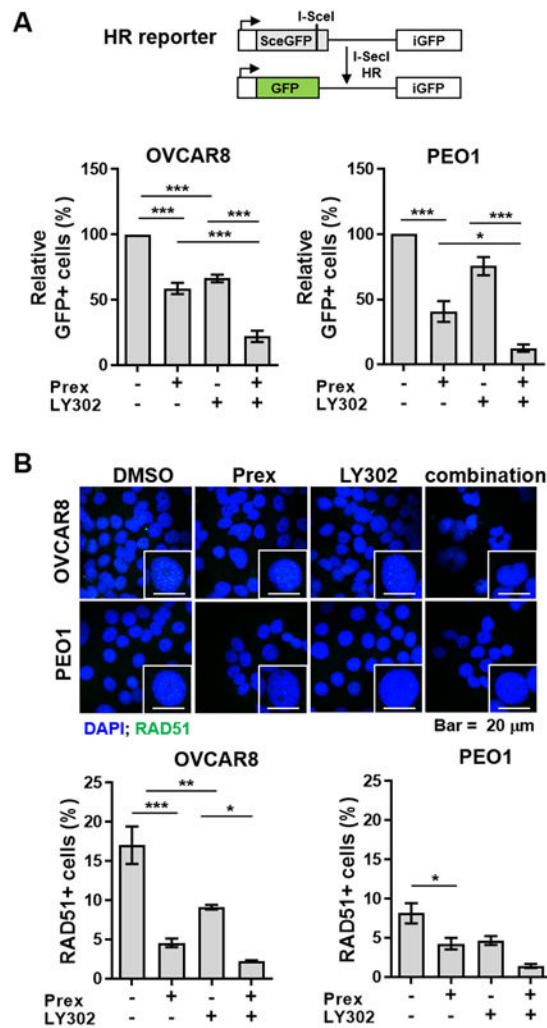 A
HR reporter
I-SceI
SceGFP
iGFP
I-SecI
HR
GFP
iGFP
OVCAR8
PEO1
Relative
GFP+ cells (%)
150
100
50
0
***
***
***
***
Prex - + - +
LY302 - - + +
Relative
GFP+ cells (%)
150
100
50
0
***
***
*
Prex - + - +
LY302 - - + +
B
DMSO Prex LY302 combination
OVCAR8
PEO1
DAPI; RAD51 Bar = 20 μm
OVCAR8
PEO1
RAD51+ cells (%)
25
20
15
10
5
0
**
***
*
Prex - + - +
LY302 - - + +
RAD51+ cells (%)
25
20
15
10
5
0
*
Prex - + - +
LY302 - - + +